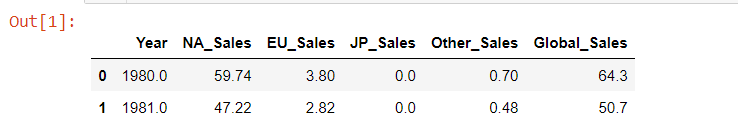 Out[1]:
Year NA_Sales EU_Sales JP_Sales Other_Sales Global_Sales
0 1980.0 59.74 3.80 0.0 0.70 64.3
1 1981.0 47.22 2.82 0.0 0.48 50.7